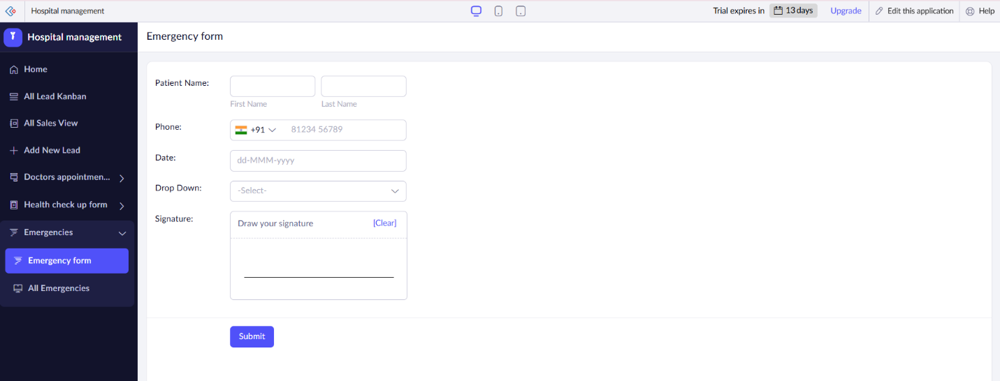 Hospital management
Trial expires in 13 days Upgrade Edit this application Help
Hospital management
Home
All Lead Kanban
All Sales View
Add New Lead
Doctors appointmen...
Health check up form
Emergencies
Emergency form
All Emergencies
Emergency form
Patient Name:
First Name Last Name
Phone: +91 81234 56789
Date: dd-MMM-yyyy
Drop Down: -Select-
Signature: Draw your signature [Clear]
Submit